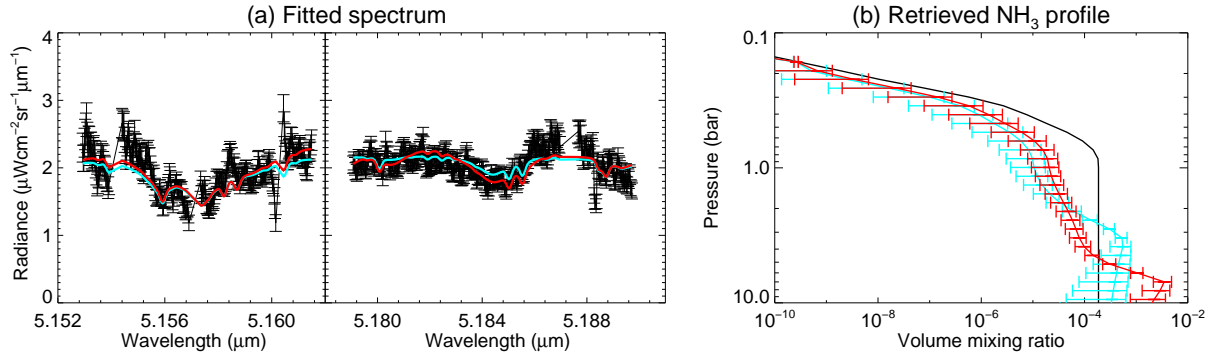 (a) Fitted spectrum
(b) Retrieved NH₃ profile
Radiance (μWcm⁻²sr⁻¹μm⁻¹)
4
3
2
1
0
5.152
5.156
5.160
5.180
5.184
5.188
Wavelength (μm)
Wavelength (μm)
Pressure (bar)
0.1
1.0
10.0
10⁻¹⁰
10⁻⁸
10⁻⁶
10⁻⁴
10⁻²
Volume mixing ratio